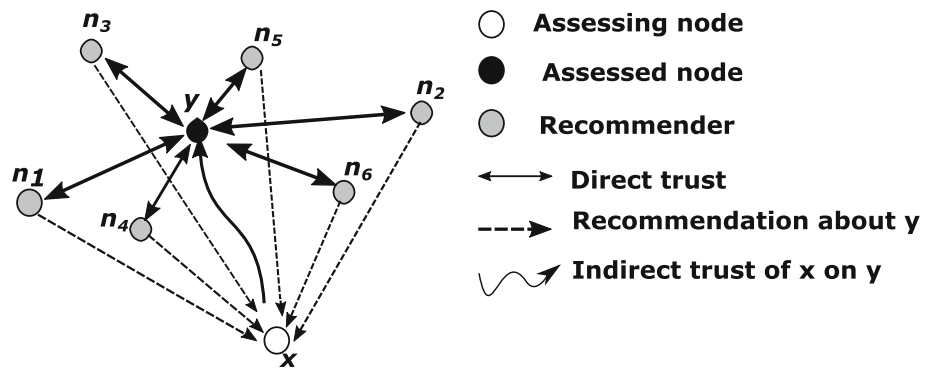 n3
n5
y
n2
n1
n6
n4
x
Assessing node
Assessed node
Recommender
Direct trust
Recommendation about y
Indirect trust of x on y